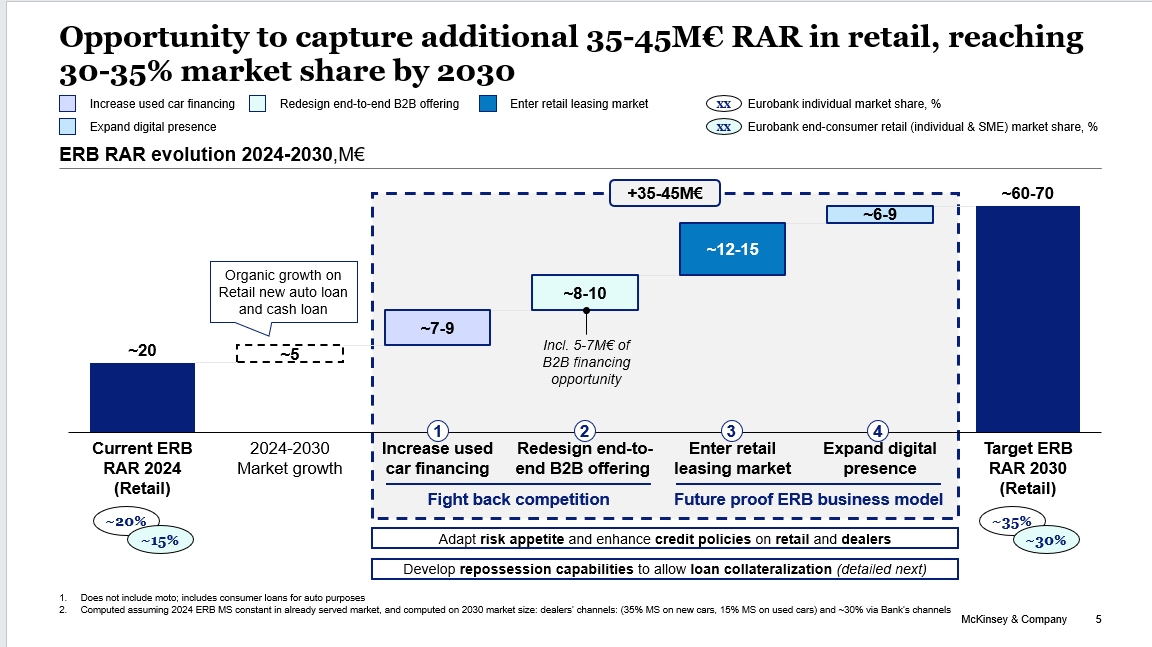 Opportunity to capture additional 35-45M€ RAR in retail, reaching
30-35% market share by 2030
Increase used car financing
Redesign end-to-end B2B offering
Enter retail leasing market
Expand digital presence
xx Eurobank individual market share, %
xx Eurobank end-consumer retail (individual & SME) market share, %
ERB RAR evolution 2024-2030,M€
+35-45M€
~60-70
~6-9
~12-15
Organic growth on
Retail new auto loan
and cash loan
~8-10
~7-9
Incl. 5-7M€ of
B2B financing
opportunity
~20
~5
1
2
3
4
Current ERB
RAR 2024
(Retail)
2024-2030
Market growth
Increase used
car financing
Redesign end-to-
end B2B offering
Enter retail
leasing market
Expand digital
presence
Target ERB
RAR 2030
(Retail)
Fight back competition
Future proof ERB business model
~20%
~15%
~35%
~30%
Adapt risk appetite and enhance credit policies on retail and dealers
Develop repossession capabilities to allow loan collateralization (detailed next)
1. Does not include moto; includes consumer loans for auto purposes
2. Computed assuming 2024 ERB MS constant in already served market, and computed on 2030 market size: dealers' channels: (35% MS on new cars, 15% MS on used cars) and ~30% via Bank's channels
McKinsey & Company 5